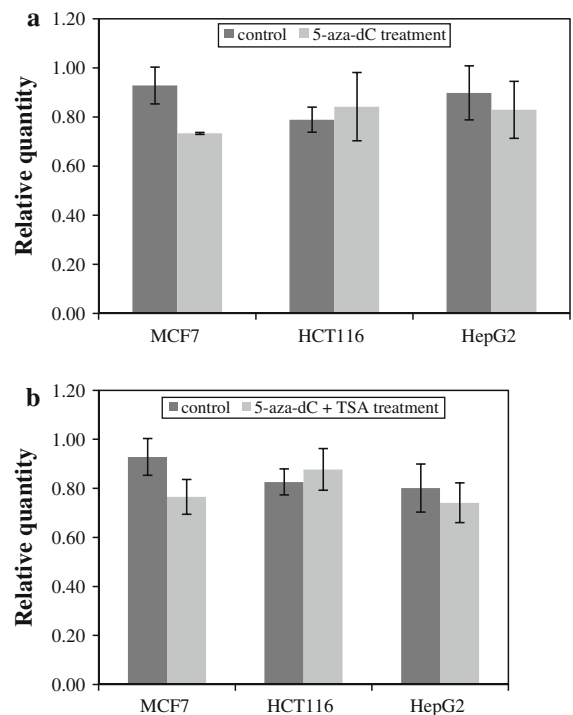 a
control 5-aza-dC treatment
Relative quantity
1.20
1.00
0.80
0.60
0.40
0.20
0.00
MCF7 HCT116 HepG2
b
control 5-aza-dC + TSA treatment
Relative quantity
1.20
1.00
0.80
0.60
0.40
0.20
0.00
MCF7 HCT116 HepG2